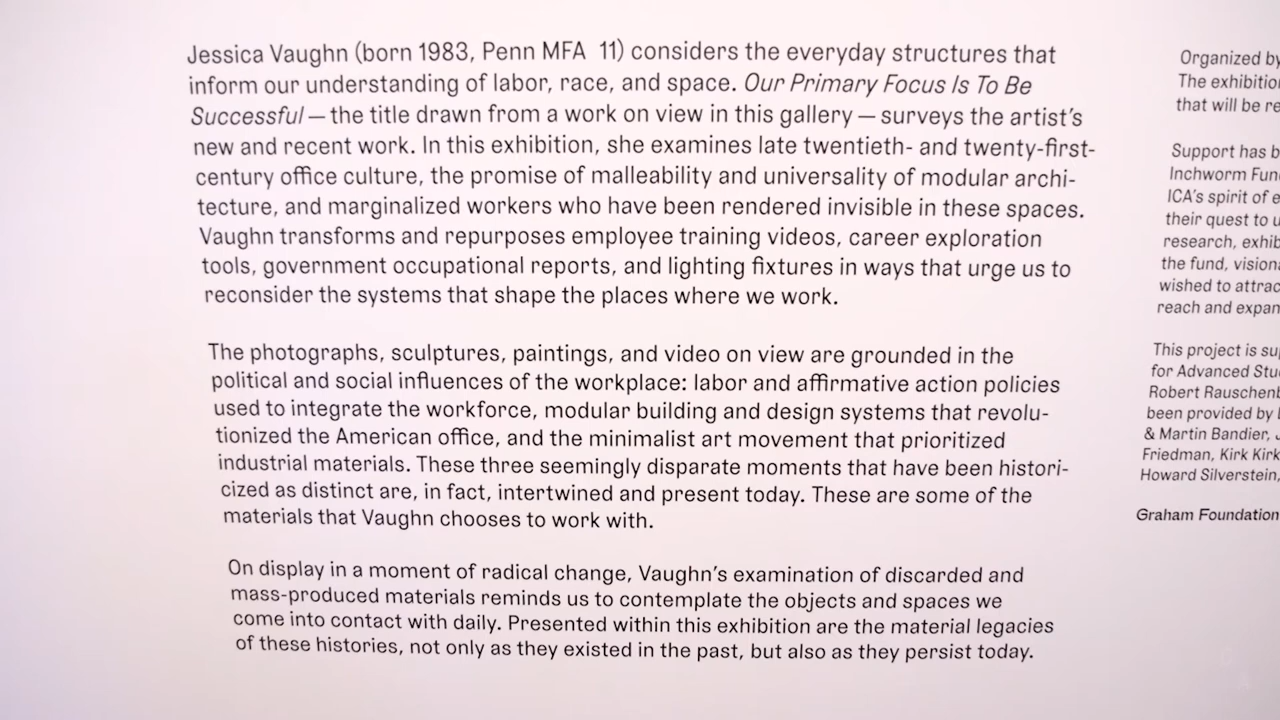 Jessica Vaughn (born 1983, Penn MFA 11) considers the everyday structures that
inform our understanding of labor, race, and space. Our Primary Focus Is To Be
Successful — the title drawn from a work on view in this gallery — surveys the artist's
new and recent work. In this exhibition, she examines late twentieth- and twenty-first-
century office culture, the promise of malleability and universality of modular archi-
tecture, and marginalized workers who have been rendered invisible in these spaces.
Vaughn transforms and repurposes employee training videos, career exploration
tools, government occupational reports, and lighting fixtures in ways that urge us to
reconsider the systems that shape the places where we work.
The photographs, sculptures, paintings, and video on view are grounded in the
political and social influences of the workplace: labor and affirmative action policies
used to integrate the workforce, modular building and design systems that revolu-
tionized the American office, and the minimalist art movement that prioritized
industrial materials. These three seemingly disparate moments that have been histori-
cized as distinct are, in fact, intertwined and present today. These are some of the
materials that Vaughn chooses to work with.
On display in a moment of radical change, Vaughn's examination of discarded and
mass-produced materials reminds us to contemplate the objects and spaces we
come into contact with daily. Presented within this exhibition are the material legacies
of these histories, not only as they existed in the past, but also as they persist today.
Organized by
The exhibitio
that will be re
Support has b
Inchworm Fun
ICA's spirit of e
their quest to u
research, exhib
the fund, vision
wished to attrac
reach and expan
This project is su
for Advanced Stu
Robert Rauschen
been provided by
& Martin Bandier,
Friedman, Kirk Kirk
Howard Silverstein,
Graham Foundation